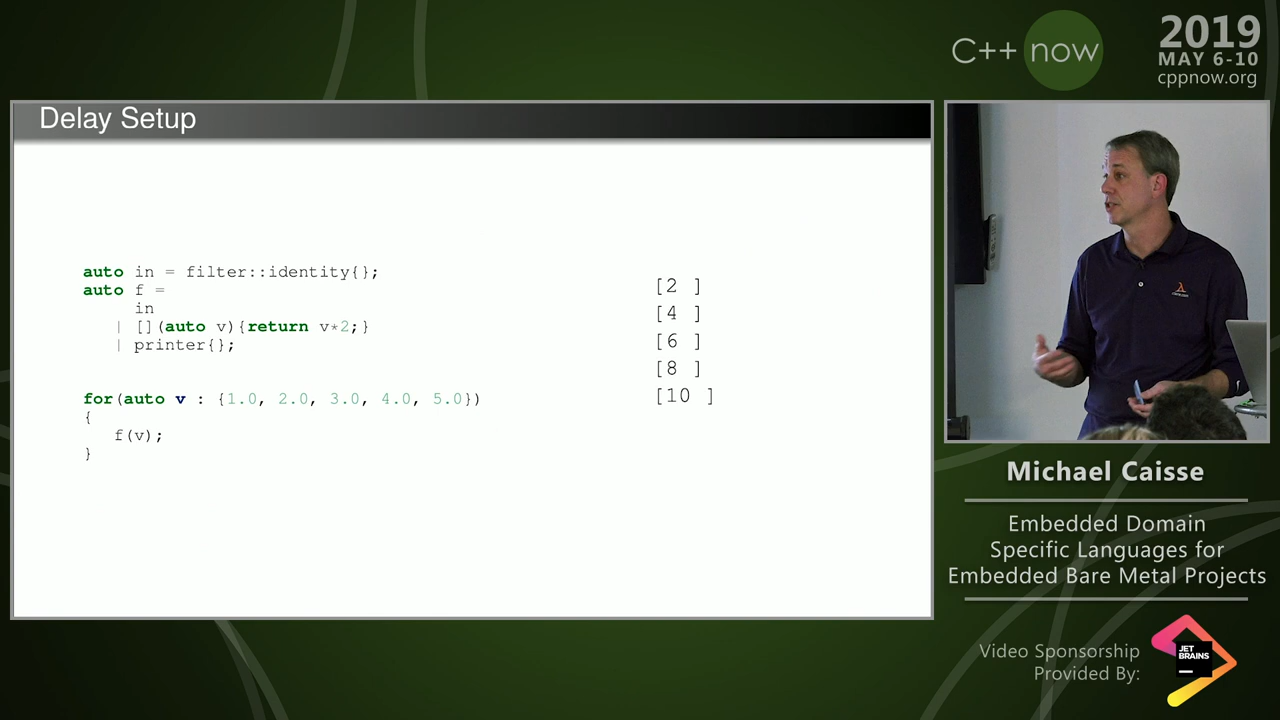 C++ now
2019
MAY 6-10
cppnow.org
Delay Setup
auto in = filter::identity{};
auto f =
in
| [](auto v){return v*2;}
| printer{};
for(auto v : {1.0, 2.0, 3.0, 4.0, 5.0})
{
f(v);
}
[2 ]
[4 ]
[6 ]
[8 ]
[10 ]
Michael Caisse
Embedded Domain
Specific Languages for
Embedded Bare Metal Projects
Video Sponsorship
Provided By:
JET
BRAINS